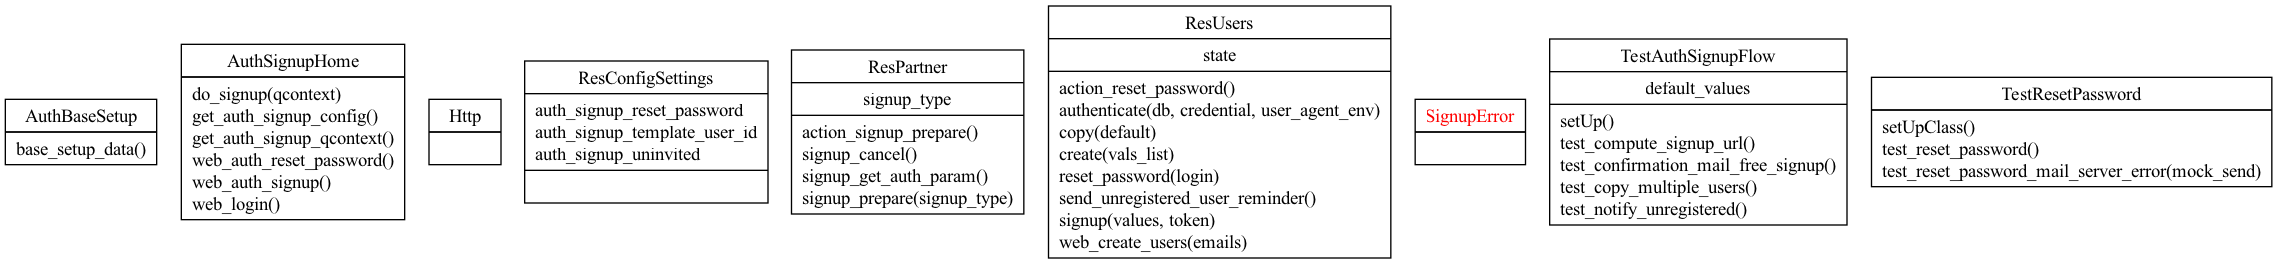 AuthBaseSetup
base_setup_data()
AuthSignupHome
do_signup(qcontext)
get_auth_signup_config()
get_auth_signup_qcontext()
web_auth_reset_password()
web_auth_signup()
web_login()
Http
ResConfigSettings
auth_signup_reset_password
auth_signup_template_user_id
auth_signup_uninvited
ResPartner
signup_type
action_signup_prepare()
signup_cancel()
signup_get_auth_param()
signup_prepare(signup_type)
ResUsers
state
action_reset_password()
authenticate(db, credential, user_agent_env)
copy(default)
create(vals_list)
reset_password(login)
send_unregistered_user_reminder()
signup(values, token)
web_create_users(emails)
SignupError
TestAuthSignupFlow
default_values
setUp()
test_compute_signup_url()
test_confirmation_mail_free_signup()
test_copy_multiple_users()
test_notify_unregistered()
TestResetPassword
setUpClass()
test_reset_password()
test_reset_password_mail_server_error(mock_send)